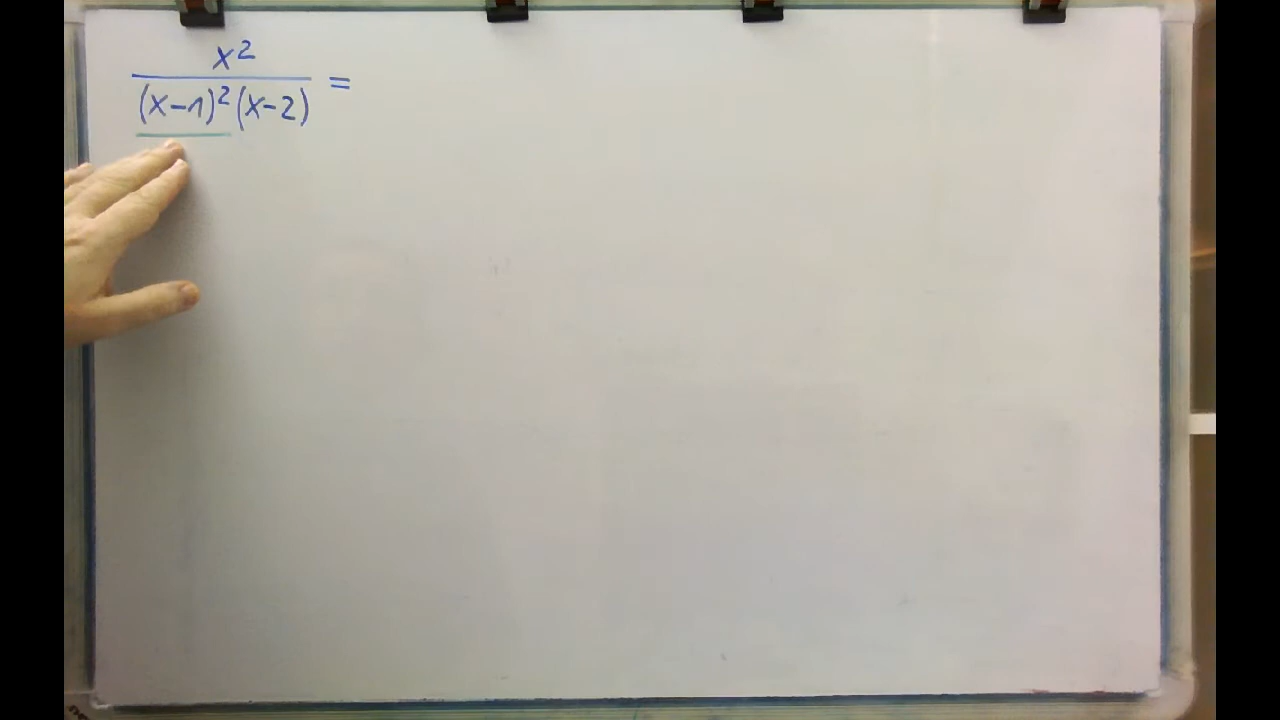 x²
(x-1)²(x-2) =